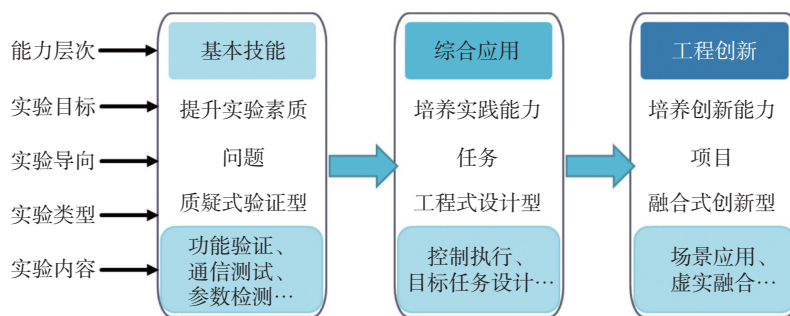 能力层次
基本技能
综合应用
工程创新
实验目标
提升实验素质
培养实践能力
培养创新能力
实验导向
问题
任务
项目
实验类型
质疑式验证型
工程式设计型
融合式创新型
实验内容
功能验证、
通信测试、
参数检测…
控制执行、
目标任务设计…
场景应用、
虚实融合…